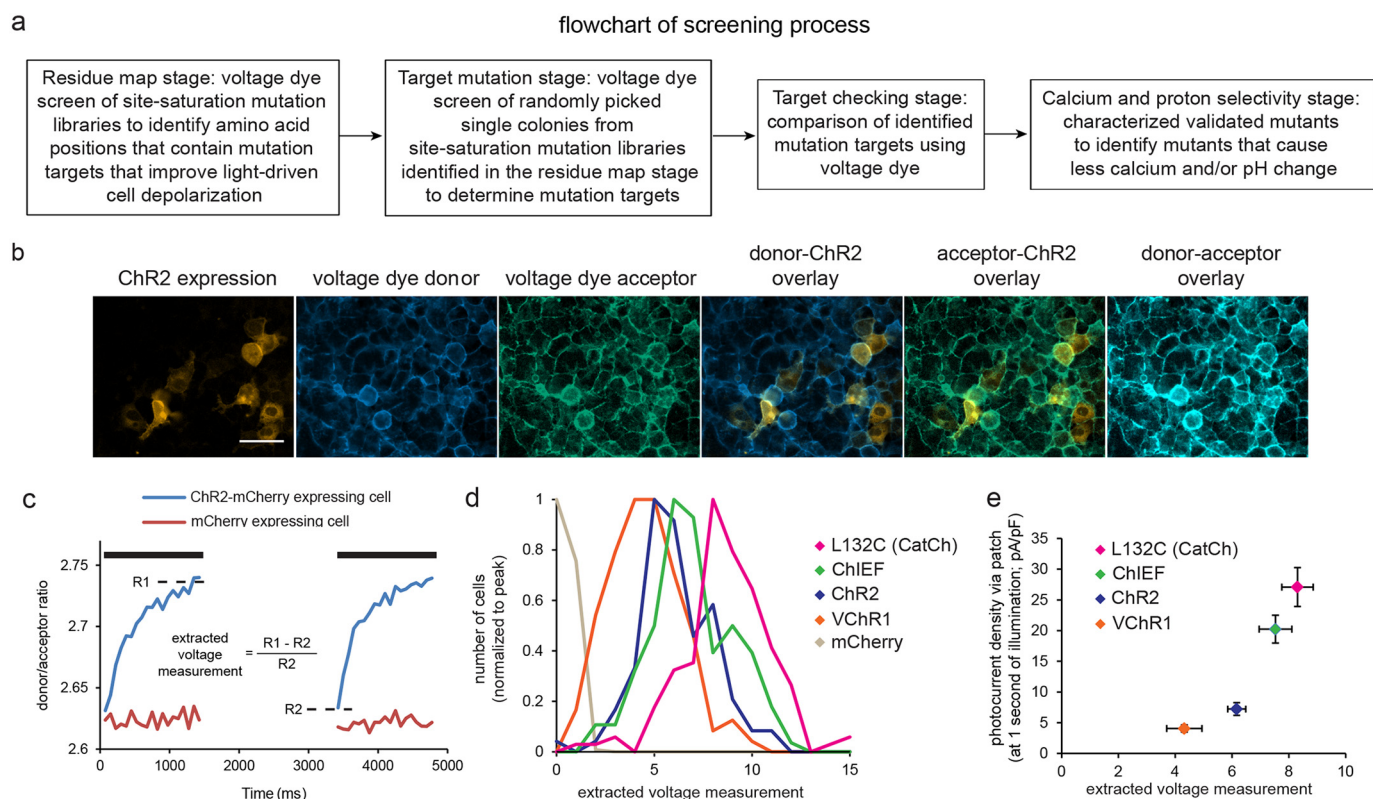 a
flowchart of screening process
Residue map stage: voltage dye
screen of site-saturation mutation
libraries to identify amino acid
positions that contain mutation
targets that improve light-driven
cell depolarization
Target mutation stage: voltage dye
screen of randomly picked
single colonies from
site-saturation mutation libraries
identified in the residue map stage
to determine mutation targets
Target checking stage:
comparison of identified
mutation targets using
voltage dye
Calcium and proton selectivity stage:
characterized validated mutants
to identify mutants that cause
less calcium and/or pH change
b
ChR2 expression
voltage dye donor
voltage dye acceptor
donor-ChR2
overlay
acceptor-ChR2
overlay
donor-acceptor
overlay
c
ChR2-mCherry expressing cell
mCherry expressing cell
donor/acceptor
ratio
2.75
2.7
2.65
2.6
R1
extracted
voltage
measurement
= R1 - R2
R2
R2
0 1000 2000 3000 4000 5000
Time (ms)
d
number of cells
(normalized to peak)
1
0.8
0.6
0.4
0.2
0
L132C (CatCh)
ChIEF
ChR2
VChR1
mCherry
0 5 10 15
extracted voltage measurement
e
photocurrent density via patch
(at 1 second of illumination; pA/pF)
35
30
25
20
15
10
5
0
L132C (CatCh)
ChIEF
ChR2
VChR1
0 2 4 6 8 10
extracted voltage measurement